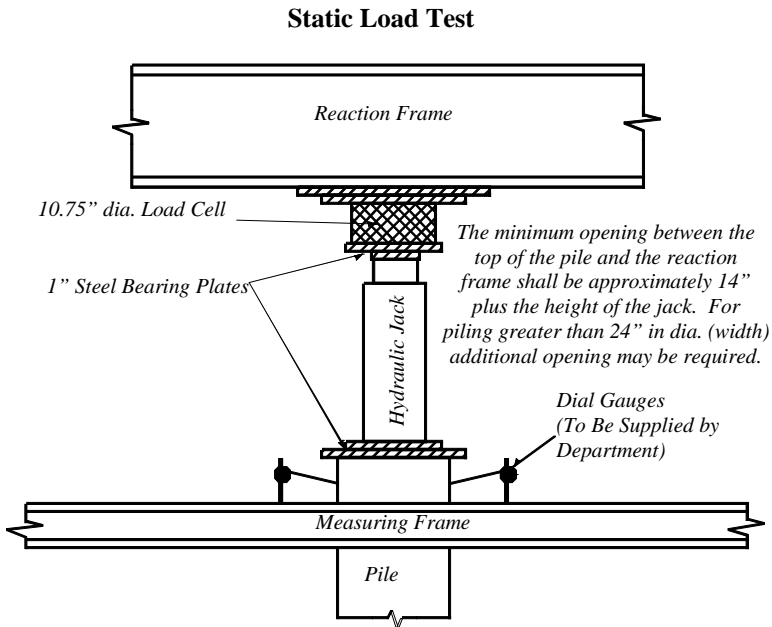 Static Load Test
Reaction Frame
10.75” dia. Load Cell
The minimum opening between the
top of the pile and the reaction
frame shall be approximately 14”
plus the height of the jack. For
piling greater than 24” in dia. (width)
additional opening may be required.
1” Steel Bearing Plates
Hydraulic Jack
Dial Gauges
(To Be Supplied by
Department)
Measuring Frame
Pile